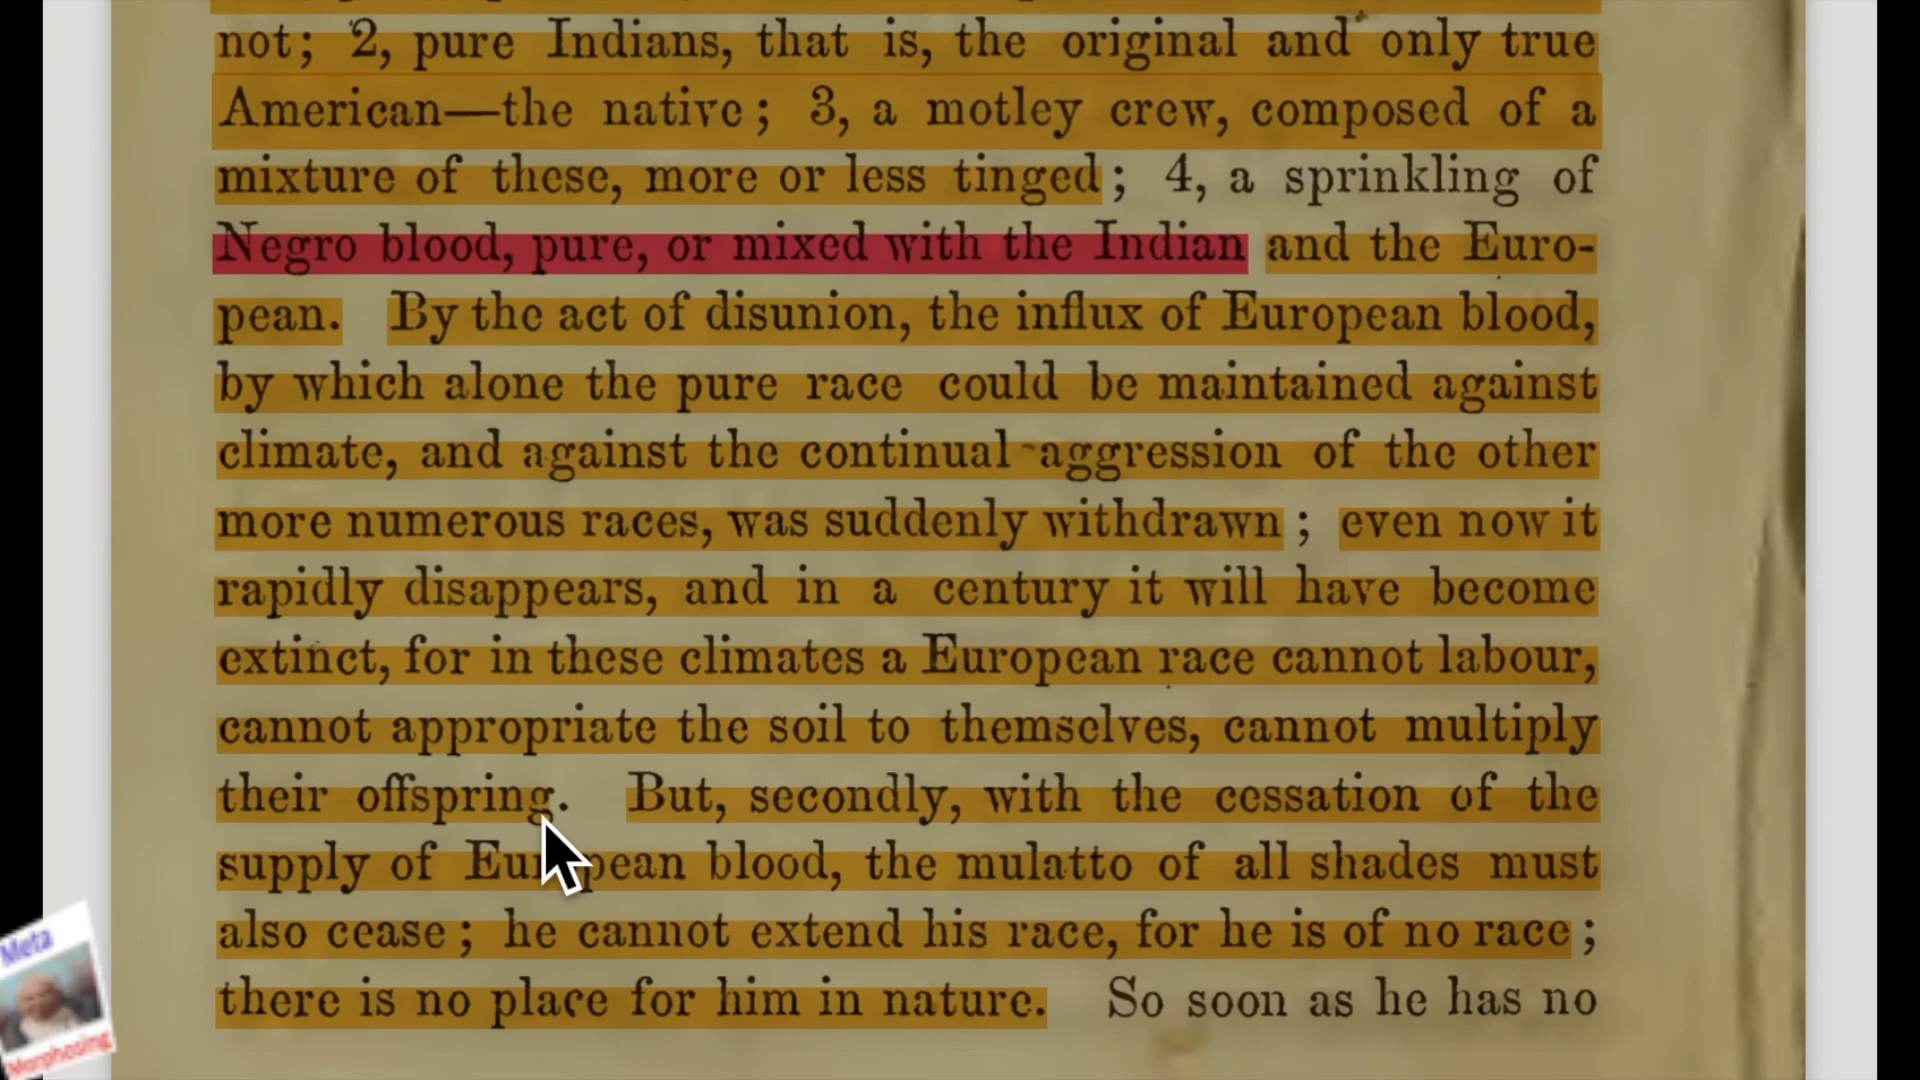 not; 2, pure Indians, that is, the original and only true
American—the native; 3, a motley crew, composed of a
mixture of these, more or less tinged; 4, a sprinkling of
Negro blood, pure, or mixed with the Indian and the Euro-
pean. By the act of disunion, the influx of European blood,
by which alone the pure race could be maintained against
climate, and against the continual aggression of the other
more numerous races, was suddenly withdrawn; even now it
rapidly disappears, and in a century it will have become
extinct, for in these climates a European race cannot labour,
cannot appropriate the soil to themselves, cannot multiply
their offspring. But, secondly, with the cessation of the
supply of European blood, the mulatto of all shades must
also cease; he cannot extend his race, for he is of no race;
there is no place for him in nature. So soon as he has no
Meta
Morphosing